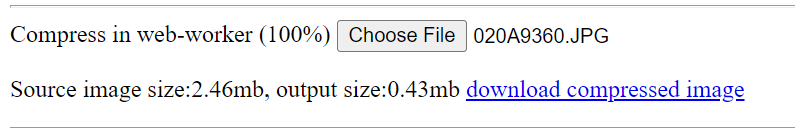 Compress in web-worker (100%) Choose File 020A9360.JPG
Source image size:2.46mb, output size:0.43mb download compressed image